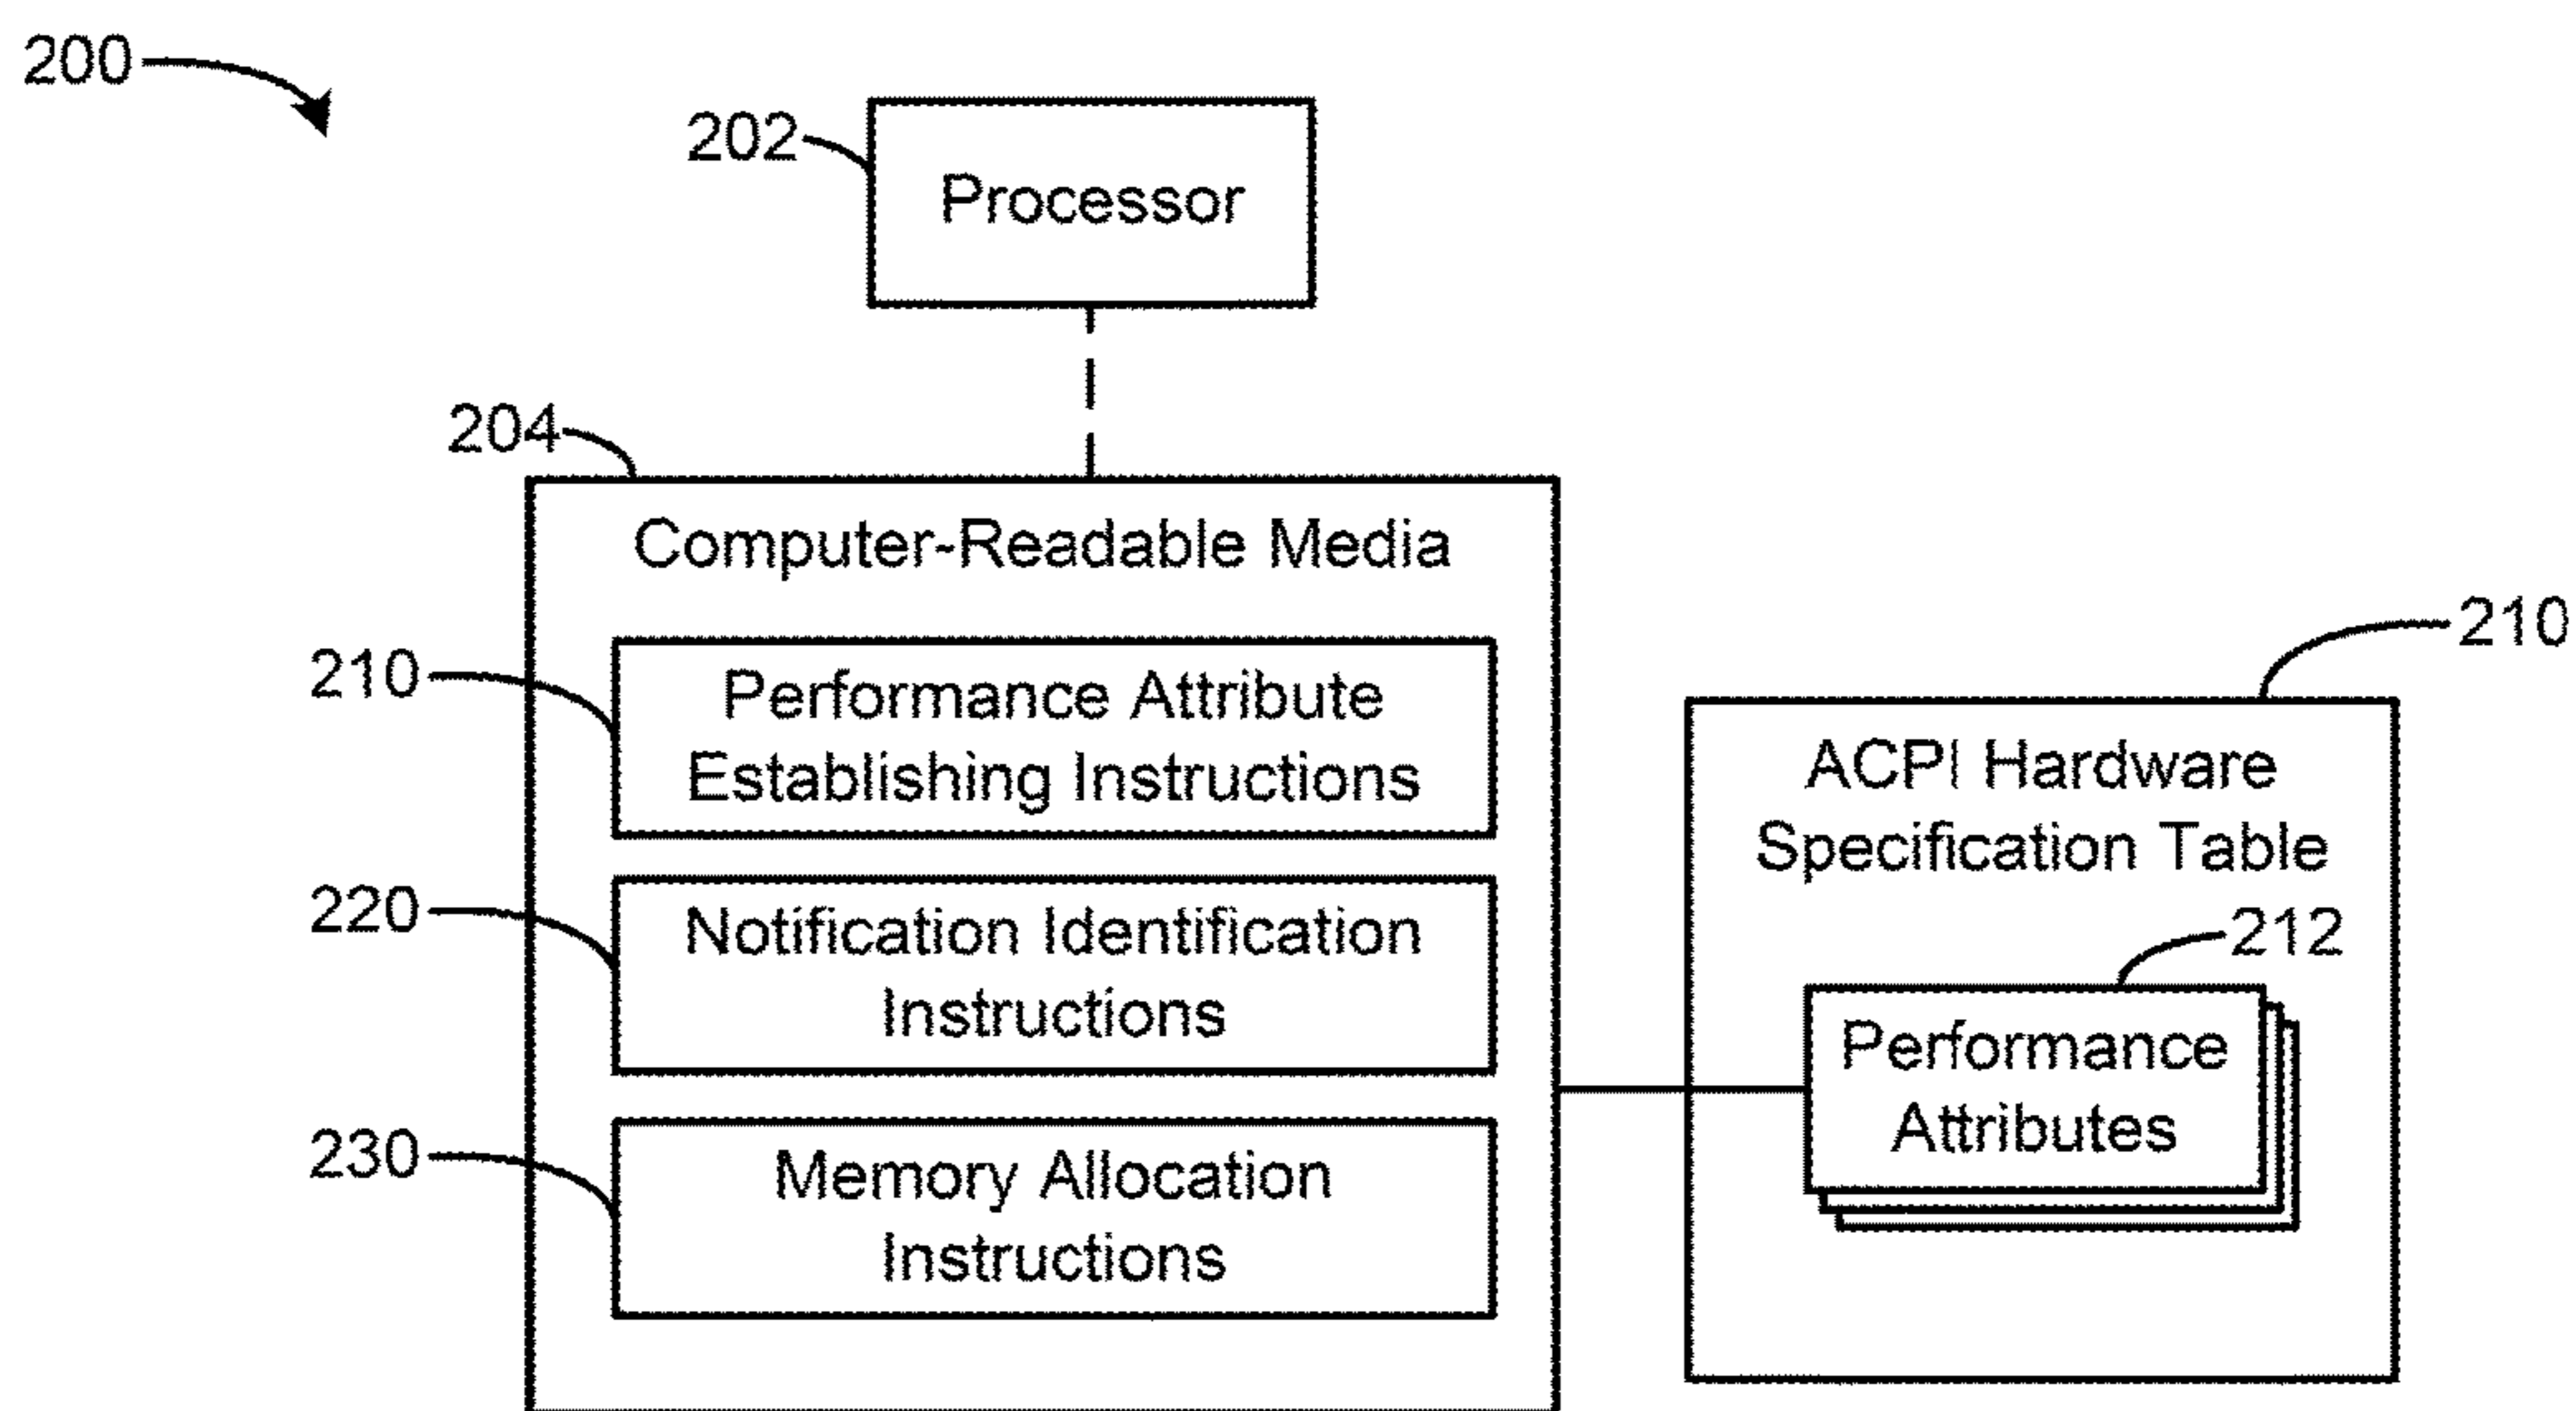 200
202
Processor
204
Computer-Readable Media
210
Performance Attribute
Establishing Instructions
220
Notification Identification
Instructions
230
Memory Allocation
Instructions
210
ACPI Hardware
Specification Table
212
Performance
Attributes